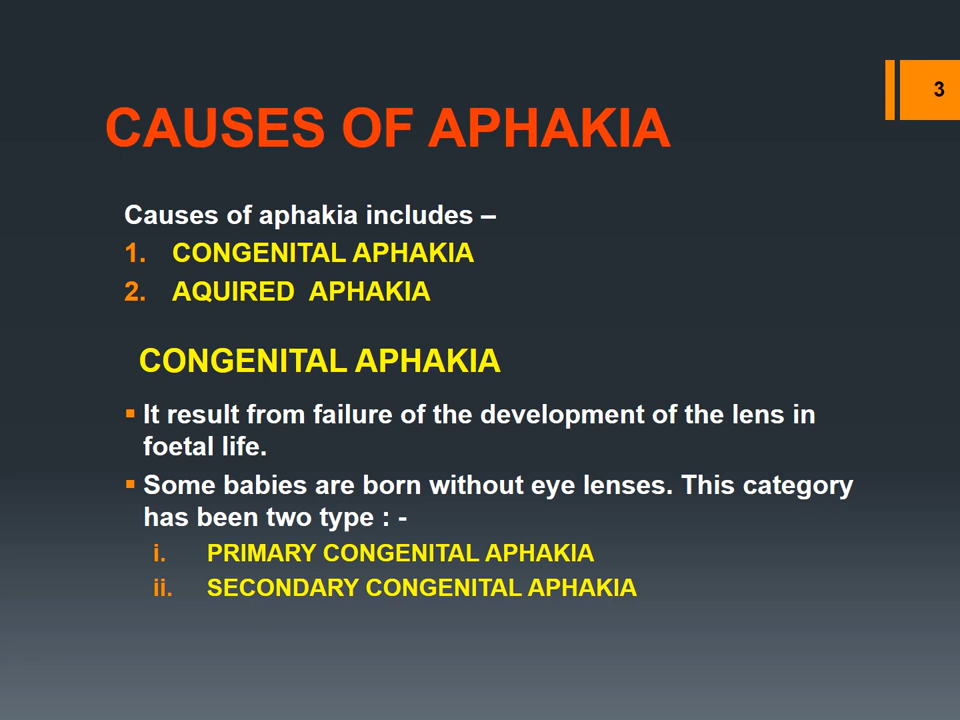 3
CAUSES OF APHAKIA
Causes of aphakia includes –
1. CONGENITAL APHAKIA
2. AQUIRED  APHAKIA
CONGENITAL APHAKIA
▪ It result from failure of the development of the lens in
foetal life.
▪ Some babies are born without eye lenses. This category
has been two type : -
i. PRIMARY CONGENITAL APHAKIA
ii. SECONDARY CONGENITAL APHAKIA